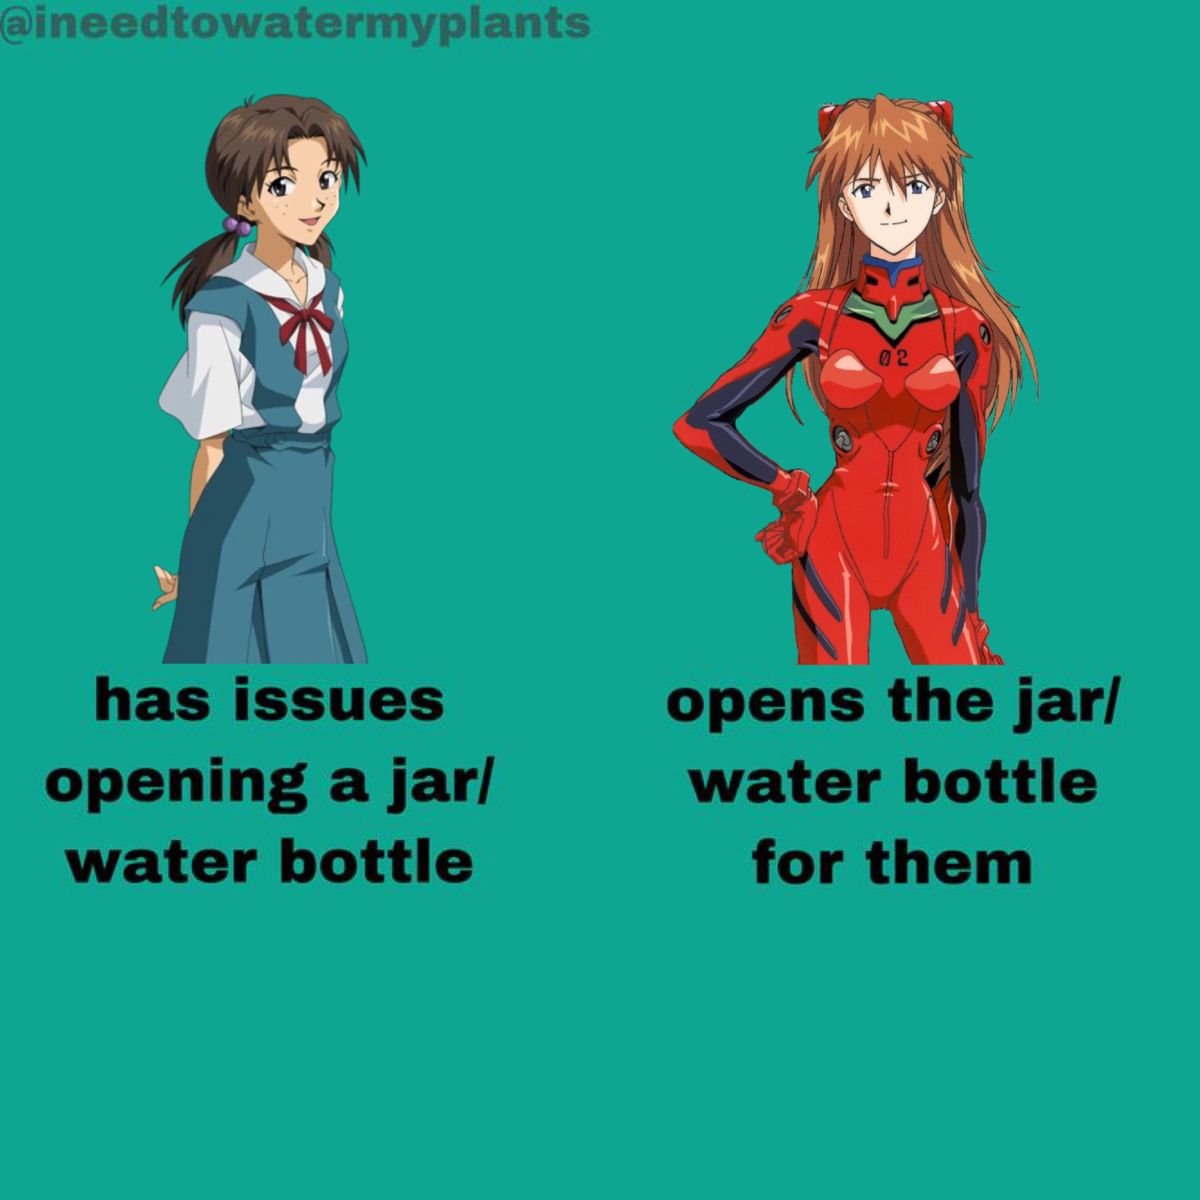 @ineedtowatermyplants
02
has issues
opening a jar/
water bottle
opens the jar/
water bottle
for them